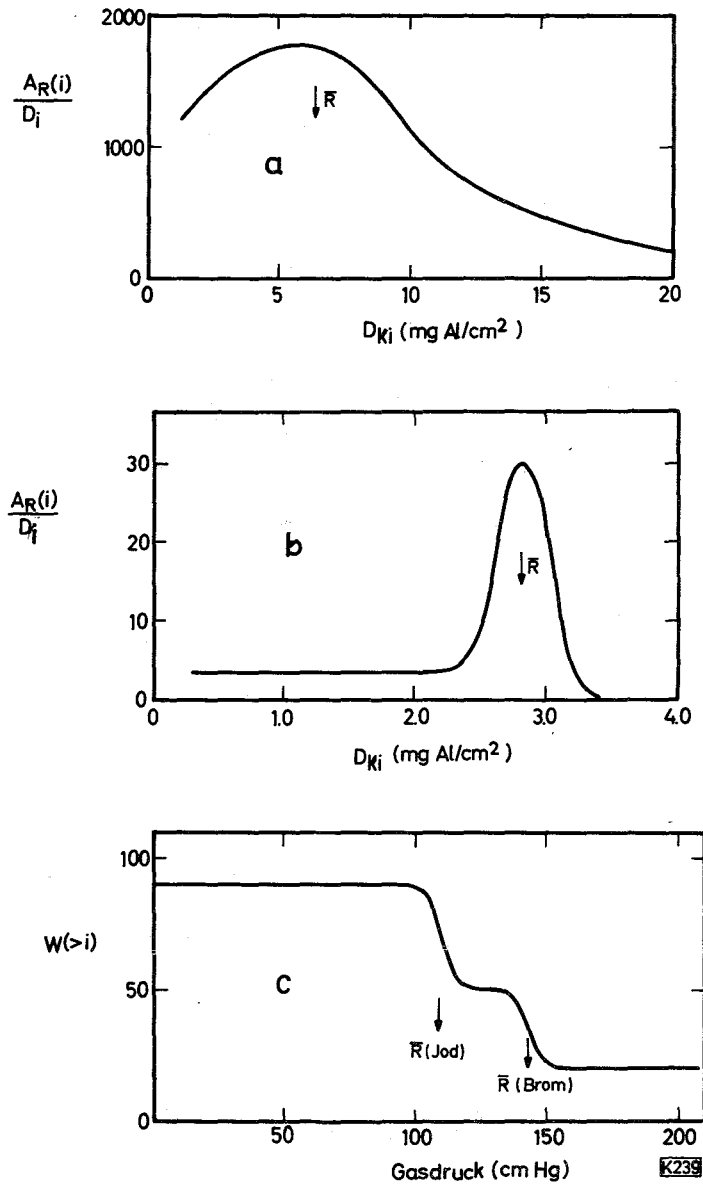 2000
A_R(i)
D_i
R̅
1000
a
0
0 5 10 15 20
D_Ki (mg Al/cm²)
30
A_R(i)
D_i
20
b
R̅
10
0
0 1.0 2.0 3.0 4.0
D_Ki (mg Al/cm²)
100
W(>i)
50
c
R̅ (Jod)
R̅ (Brom)
0
50 100 150 200
Gasdruck (cm Hg)
K239